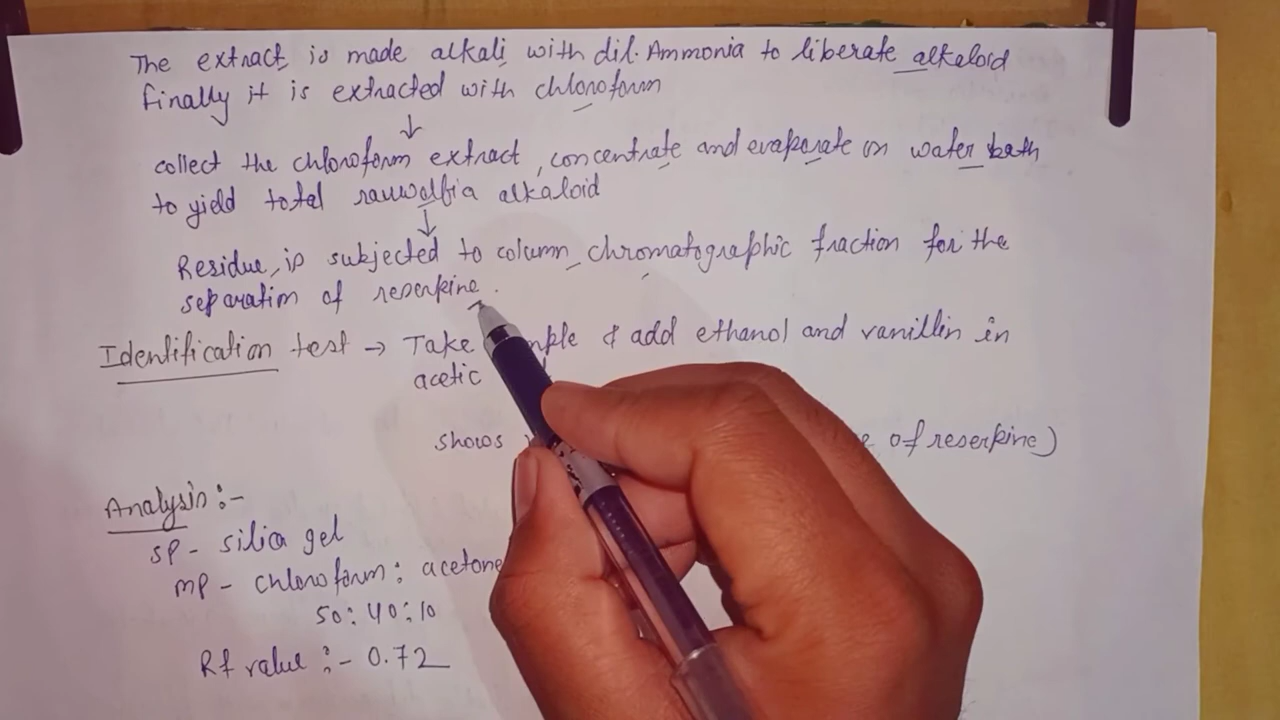 The extract is made alkali with dil. Ammonia to liberate alkaloid
finally it is extracted with chloroform
↓
collect the chloroform extract, concentrate and evaporate on water bath
to yield total rauwolfia alkaloid
↓
Residue, is subjected to column chromatographic fraction for the
separation of reserpine.
Identification test → Take & add ethanol and vanillin in
acetic
shows of reserpine)
Analysis :-
SP - silica gel
MP - chloroform : acetone
50 : 40 : 10
Rf value :- 0.72